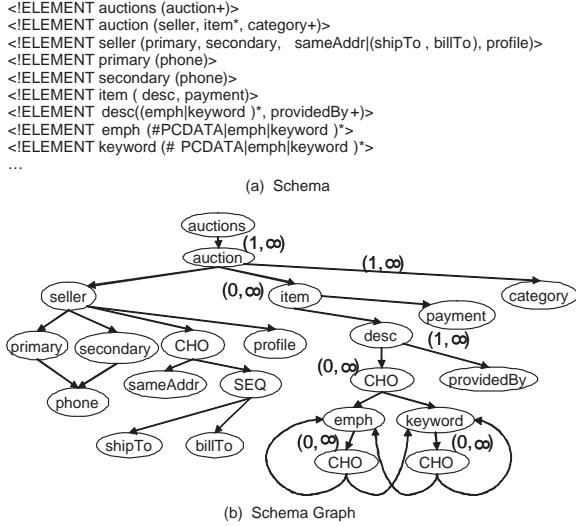 <!ELEMENT auctions (auction+)>
<!ELEMENT auction (seller, item*, category+)>
<!ELEMENT seller (primary, secondary, sameAddr|(shipTo , billTo), profile)>
<!ELEMENT primary (phone)>
<!ELEMENT secondary (phone)>
<!ELEMENT item ( desc, payment)>
<!ELEMENT desc((emph|keyword )*, providedBy+)>
<!ELEMENT emph (#PCDATA|emph|keyword )*>
<!ELEMENT keyword (# PCDATA|emph|keyword )*>
...
(a) Schema
auctions
(1,∞)
auction
(1,∞)
seller
(0,∞)
item
category
payment
primary
secondary
CHO
profile
desc
(1,∞)
(0,∞)
sameAddr
SEQ
CHO
providedBy
phone
emph
keyword
shipTo
billTo
(0,∞)
(0,∞)
CHO
CHO
(b) Schema Graph